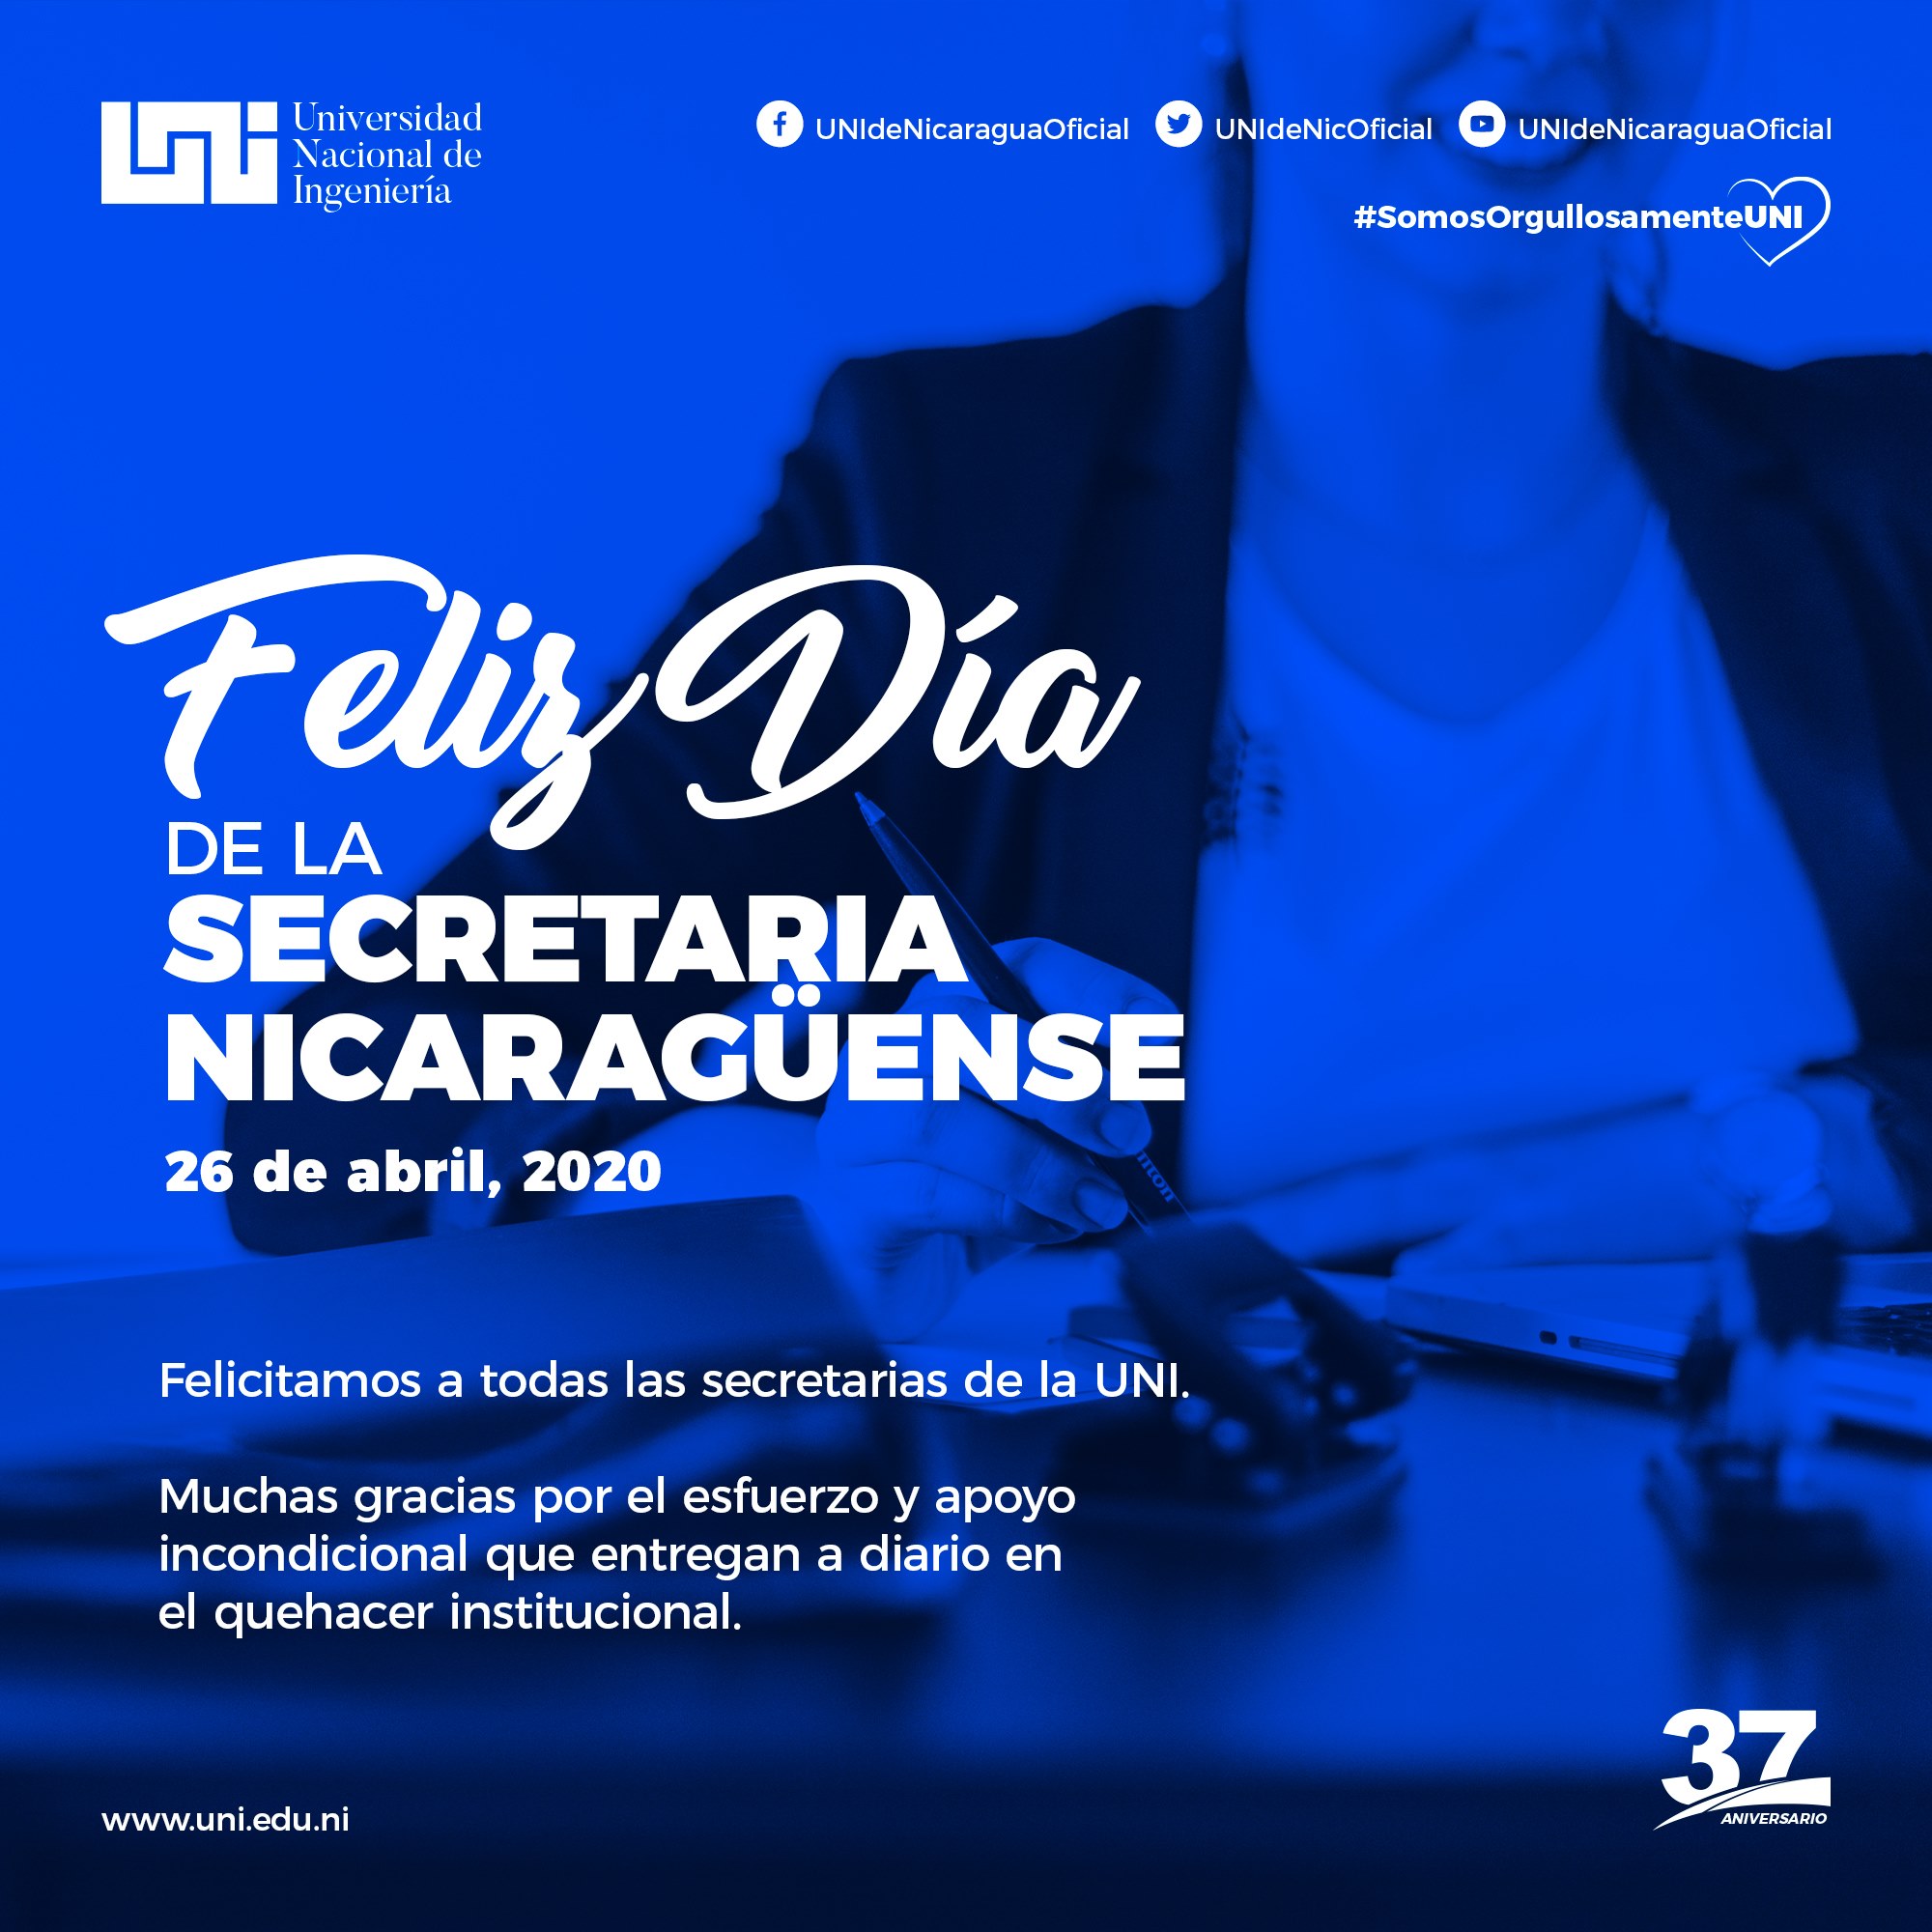 UNI
Universidad
Nacional de
Ingeniería
UNIdeNicaraguaOficial
UNIdeNicOficial
UNIdeNicaraguaOficial
#SomosOrgullosamenteUNI
Feliz Día
DE LA
SECRETARIA
NICARAGÜENSE
26 de abril, 2020
Felicitamos a todas las secretarias de la UNI.
Muchas gracias por el esfuerzo y apoyo
incondicional que entregan a diario en
el quehacer institucional.
37
ANIVERSARIO
www.uni.edu.ni